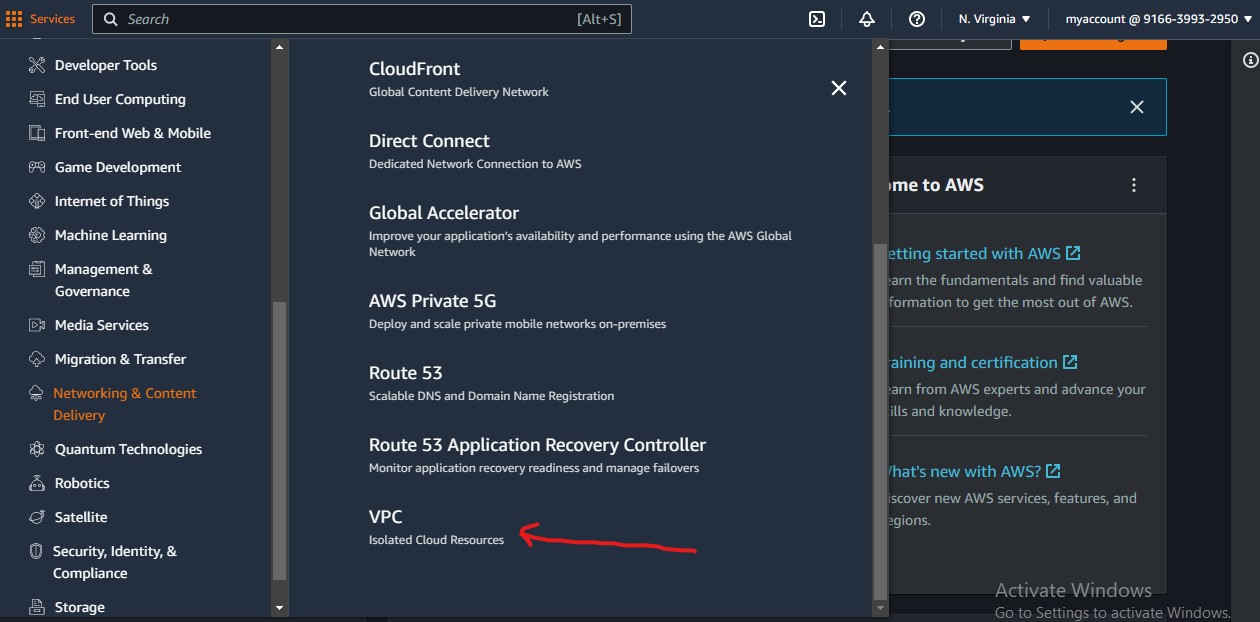 Services
Search
[Alt+S]
N. Virginia
myaccount @ 9166-3993-2950
Developer Tools
End User Computing
Front-end Web & Mobile
Game Development
Internet of Things
Machine Learning
Management &
Governance
Media Services
Migration & Transfer
Networking & Content
Delivery
Quantum Technologies
Robotics
Satellite
Security, Identity, &
Compliance
Storage
CloudFront
Global Content Delivery Network
Direct Connect
Dedicated Network Connection to AWS
Global Accelerator
Improve your application's availability and performance using the AWS Global
Network
AWS Private 5G
Deploy and scale private mobile networks on-premises
Route 53
Scalable DNS and Domain Name Registration
Route 53 Application Recovery Controller
Monitor application recovery readiness and manage failovers
VPC
Isolated Cloud Resources
ome to AWS
etting started with AWS
earn the fundamentals and find valuable
formation to get the most out of AWS.
raining and certification
earn from AWS experts and advance your
ills and knowledge.
hat's new with AWS?
iscover new AWS services, features, and
egions.
Activate Windows
Go to Settings to activate Windows.